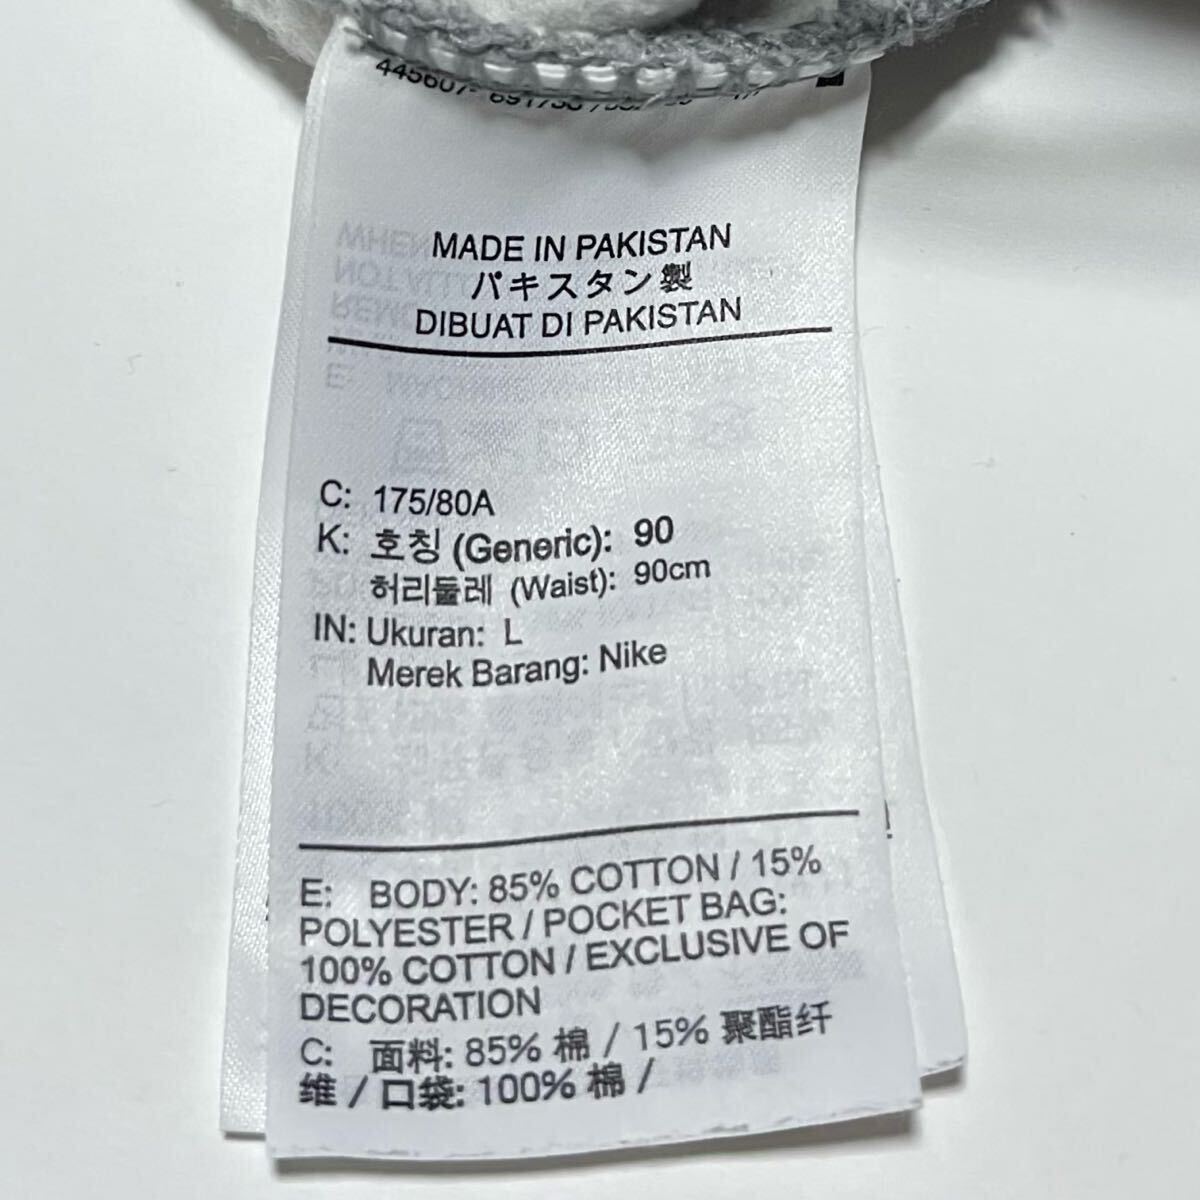 MADE IN PAKISTAN
パキスタン製
DIBUAT DI PAKISTAN
C: 175/80A
K: 호칭 (Generic): 90
허리둘레 (Waist): 90cm
IN: Ukuran: L
Merek Barang: Nike
E: BODY: 85% COTTON / 15%
POLYESTER / POCKET BAG:
100% COTTON / EXCLUSIVE OF
DECORATION
C: 面料: 85% 棉 / 15% 聚酯纤
维 / 口袋: 100% 棉 /